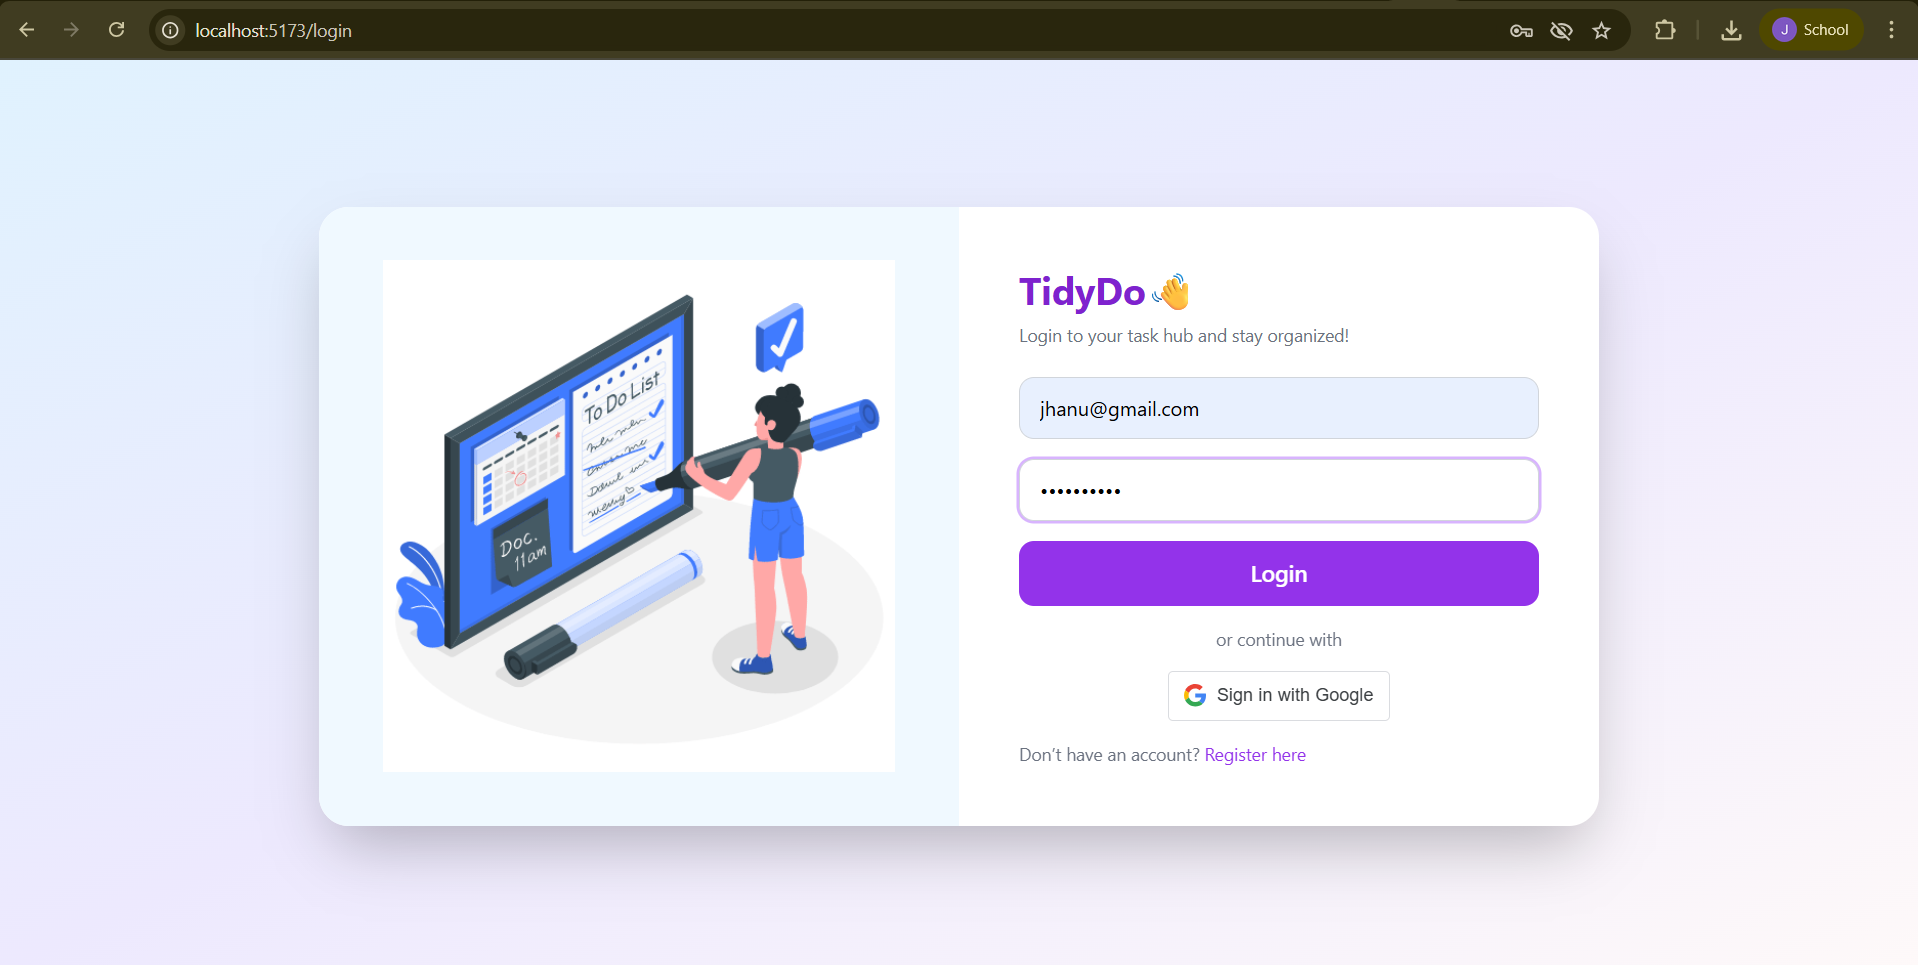 localhost:5173/login
J School
To Do List
Doc.
11am
TidyDo 👋
Login to your task hub and stay organized!
jhanu@gmail.com
••••••••••
Login
or continue with
Sign in with Google
Don’t have an account? Register here